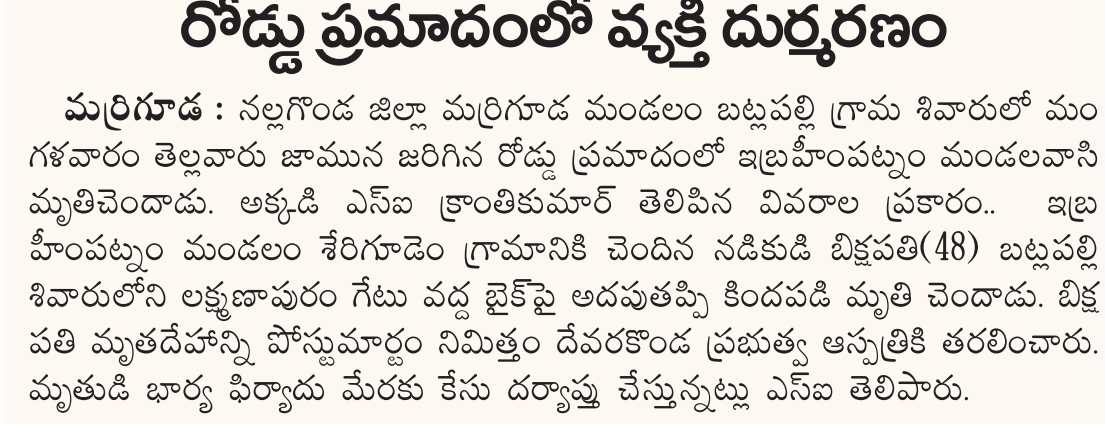 రోడ్డు ప్రమాదంలో వ్యక్తి దుర్మరణం
మర్రిగూడ : నల్లగొండ జిల్లా మర్రిగూడ మండలం బట్లపల్లి గ్రామ శివారులో మం
గళవారం తెల్లవారు జామున జరిగిన రోడ్డు ప్రమాదంలో ఇబ్రహీంపట్నం మండలవాసి
మృతిచెందాడు. అక్కడి ఎస్ఐ క్రాంతికుమార్ తెలిపిన వివరాల ప్రకారం.. ఇబ్ర
హీంపట్నం మండలం శేరిగూడెం గ్రామానికి చెందిన నడికుడి బిక్షపతి(48) బట్లపల్లి
శివారులోని లక్ష్మణాపురం గేటు వద్ద బైక్‌పై అదపుతప్పి కిందపడి మృతి చెందాడు. బిక్ష
పతి మృతదేహాన్ని పోస్టుమార్టం నిమిత్తం దేవరకొండ ప్రభుత్వ ఆస్పత్రికి తరలించారు.
మృతుడి భార్య ఫిర్యాదు మేరకు కేసు దర్యాప్తు చేస్తున్నట్లు ఎస్ఐ తెలిపారు.